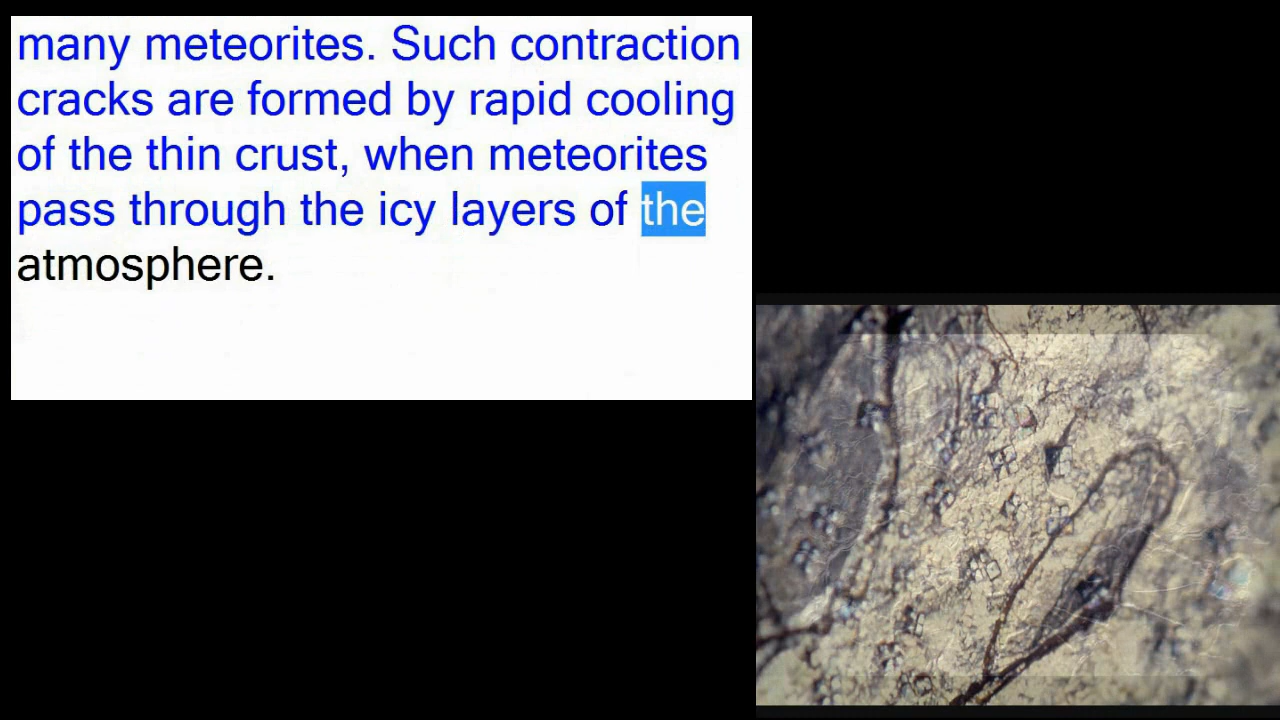 many meteorites. Such contraction
cracks are formed by rapid cooling
of the thin crust, when meteorites
pass through the icy layers of the
atmosphere.